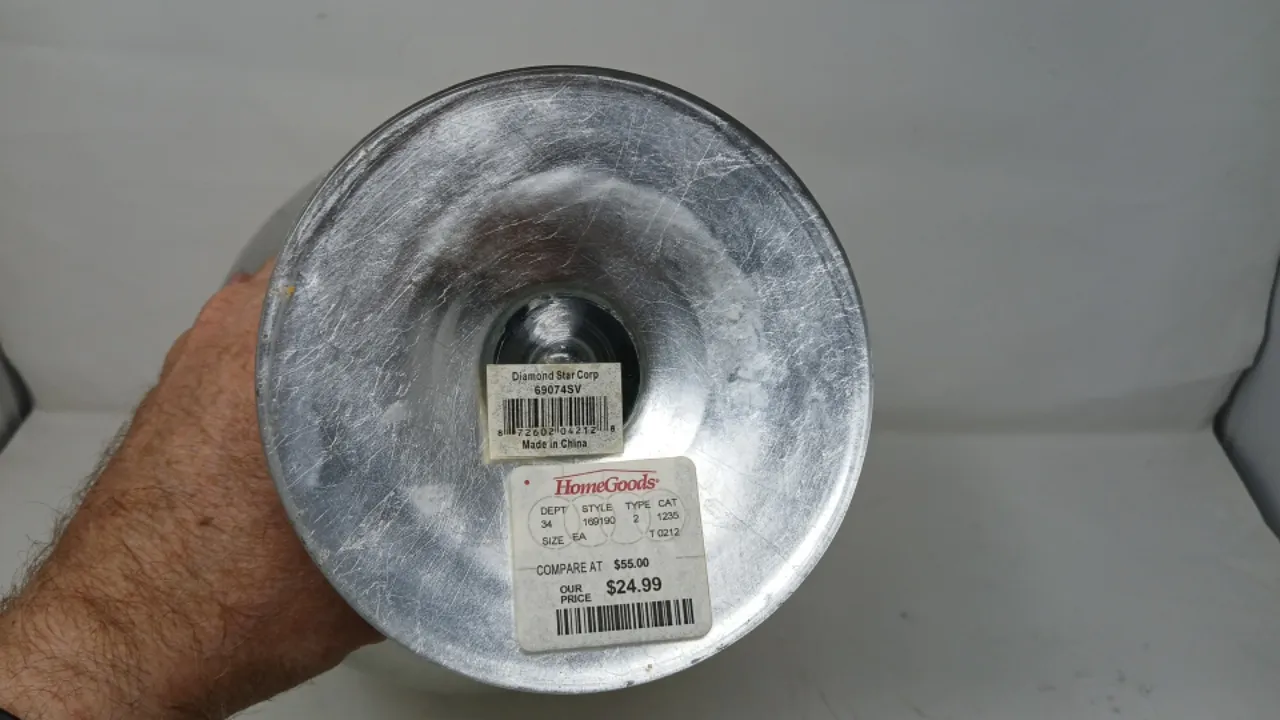 Diamond Star Corp
69074SV
8 72602 04212 8
Made in China
HomeGoods®
DEPT STYLE TYPE CAT
34 169190 2 1235
SIZE EA T 0212
COMPARE AT $55.00
OUR PRICE $24.99